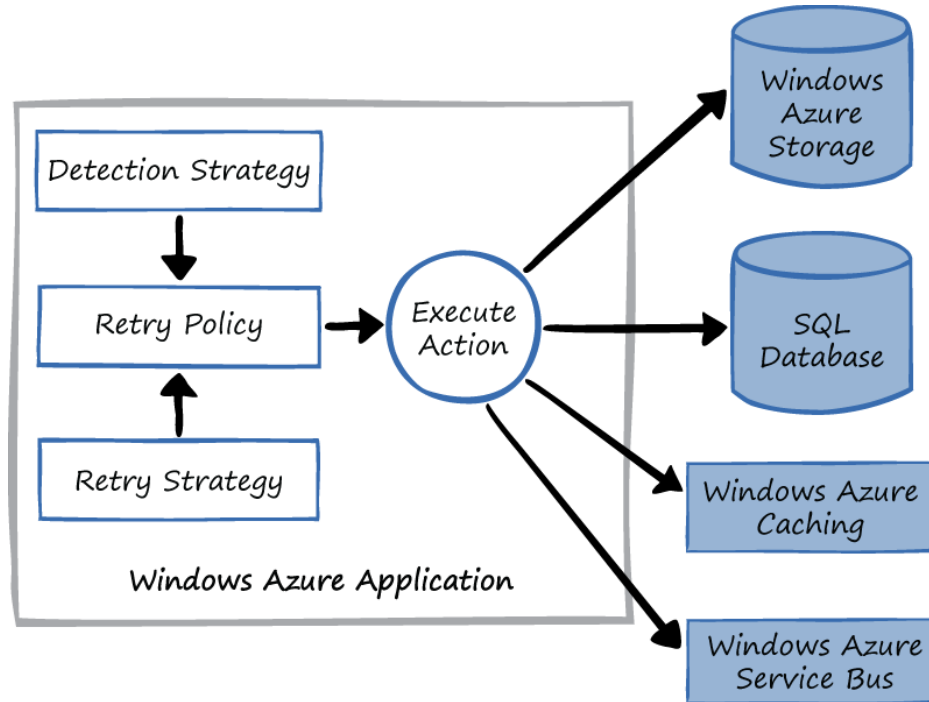 Detection Strategy
Retry Policy
Retry Strategy
Windows Azure Application
Execute
Action
Windows
Azure
Storage
SQL
Database
Windows Azure
Caching
Windows Azure
Service Bus